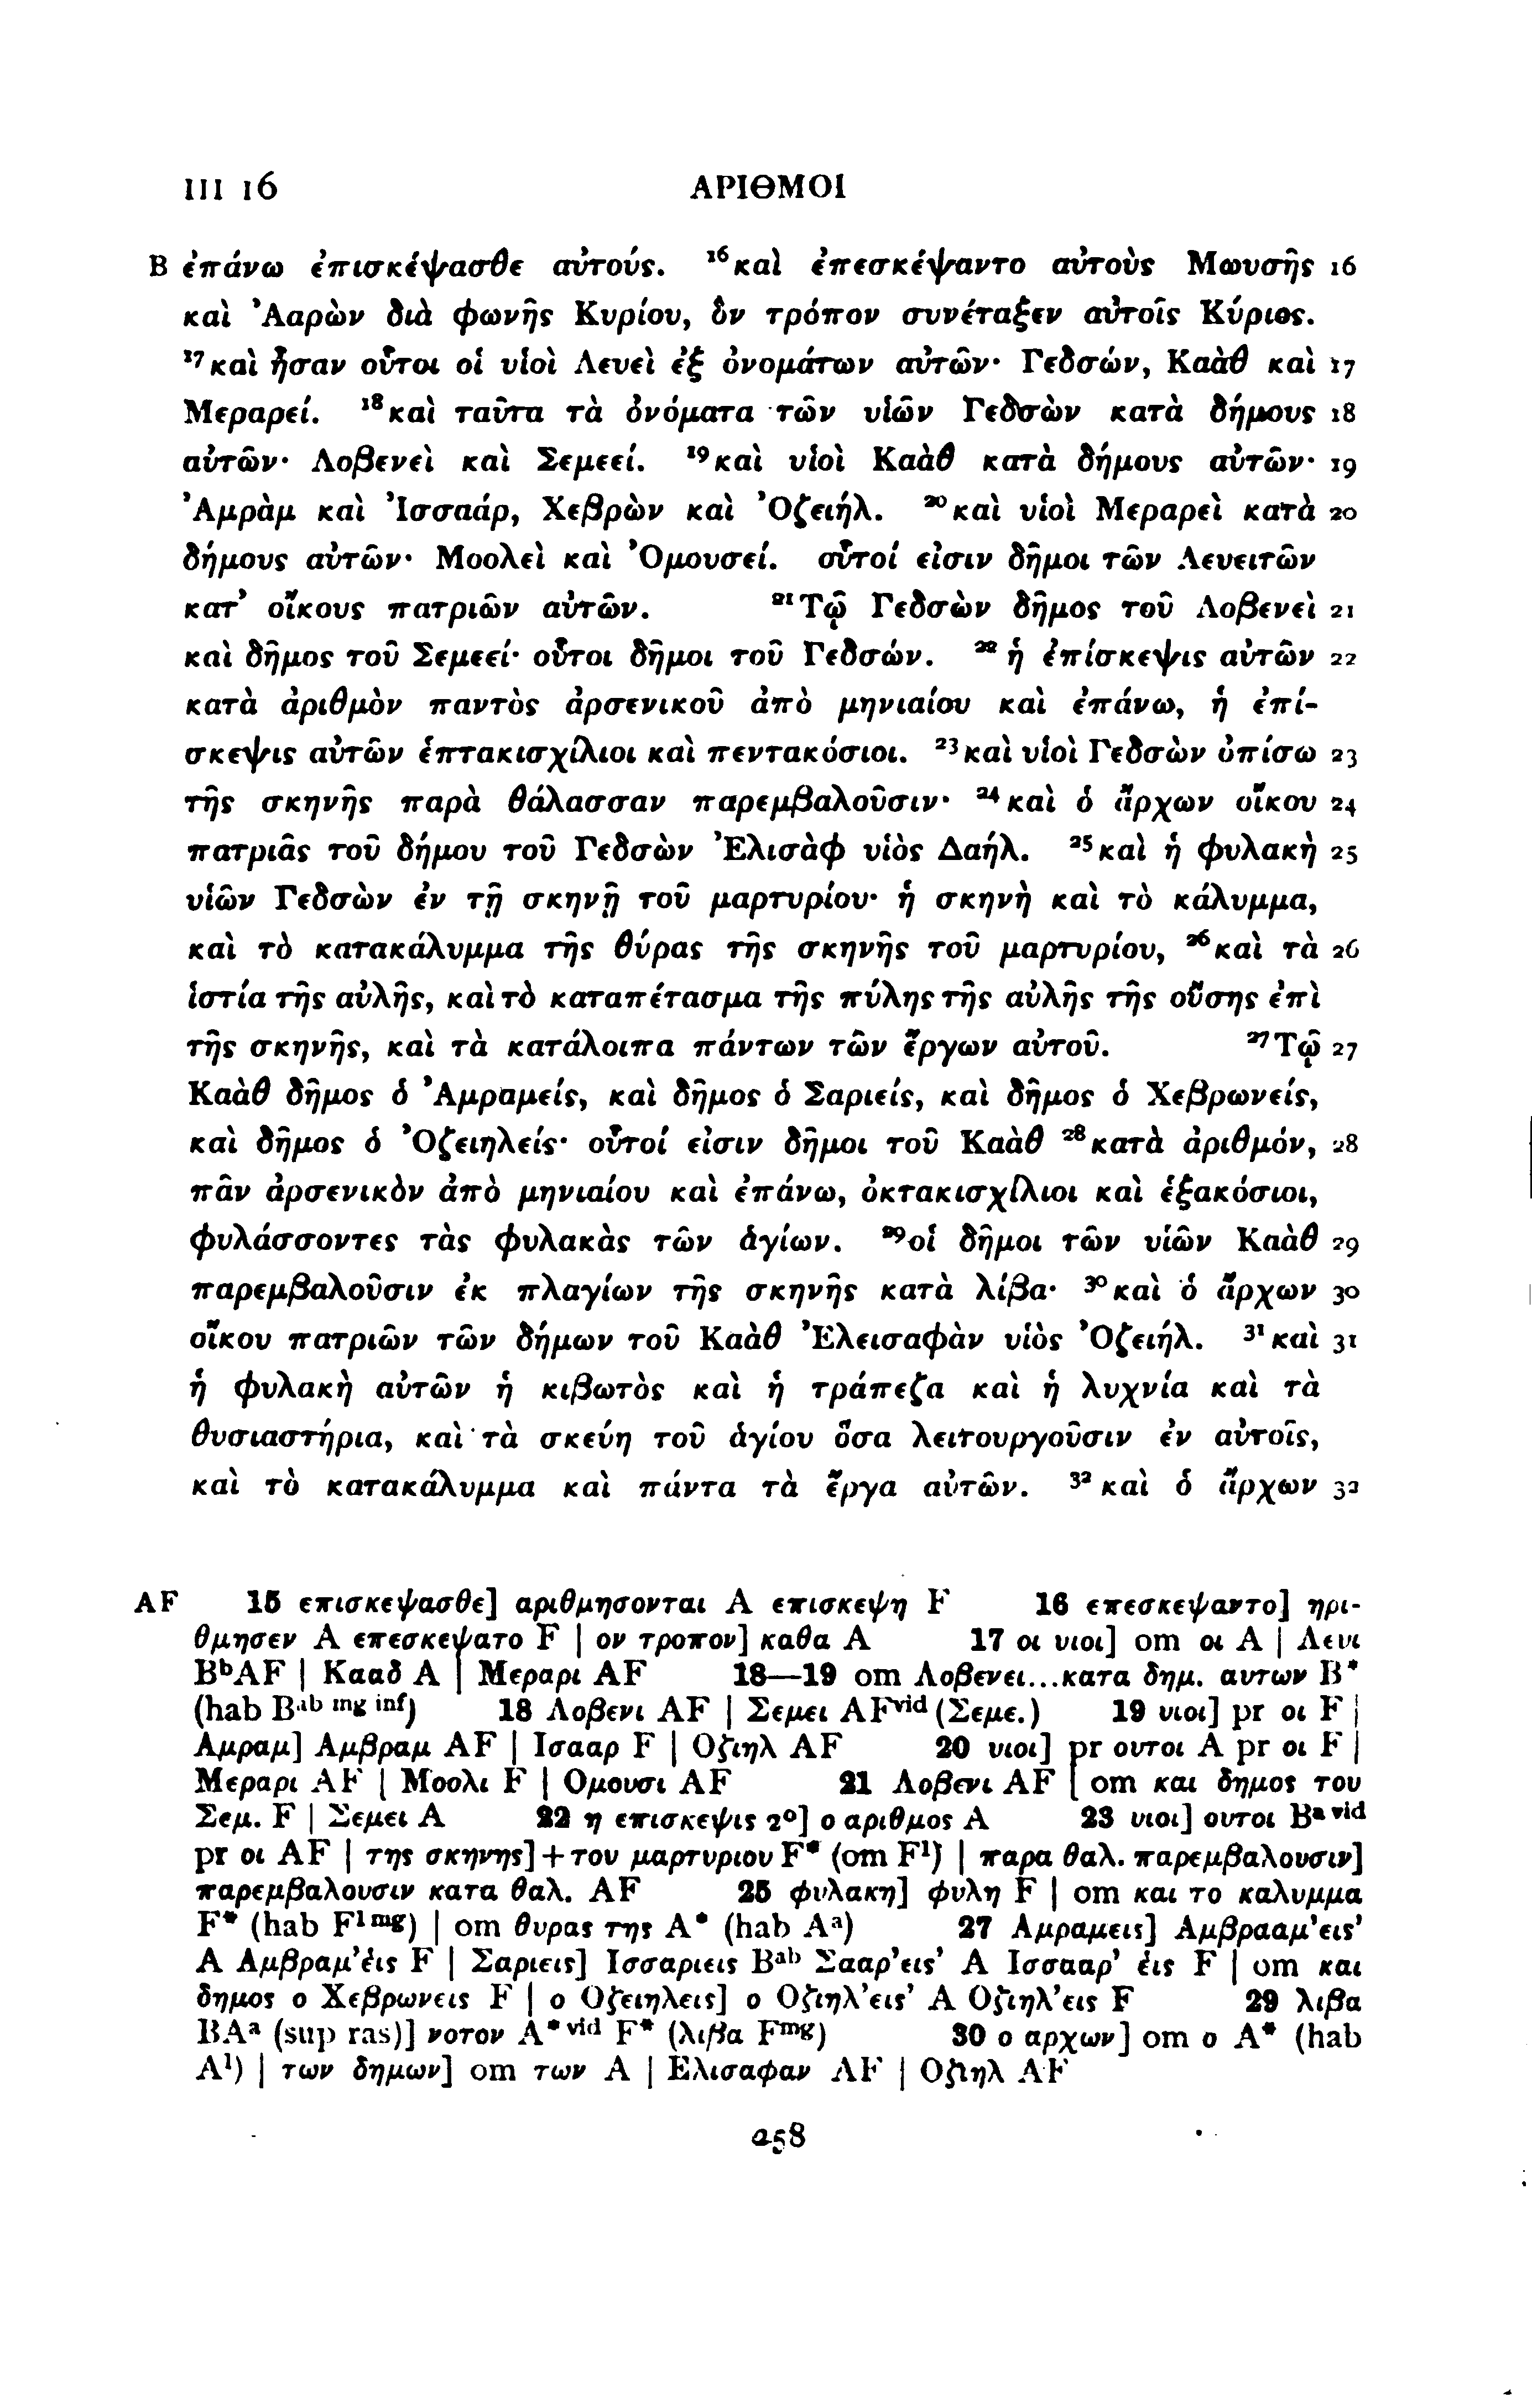 III 16 ΑΡΙΘΜΟΙ
B ἐπάνω ἐπισκέψασθε αὐτούς. ¹⁶καὶ ἐπεσκέψαντο αὐτοὺς Μωυσῆς 16
καὶ Ἀαρὼν διὰ φωνῆς Κυρίου, ὃν τρόπον συνέταξεν αὐτοῖς Κύριος.
¹⁷καὶ ἦσαν οὗτοι οἱ υἱοὶ Λευεὶ ἐξ ὀνομάτων αὐτῶν· Γεδσών, Καὰθ καὶ 17
Μεραρεί. ¹⁸καὶ ταῦτα τὰ ὀνόματα τῶν υἱῶν Γεδσὼν κατὰ δήμους 18
αὐτῶν· Λοβενεὶ καὶ Σεμεεί. ¹⁹καὶ υἱοὶ Καὰθ κατὰ δήμους αὐτῶν· 19
Ἀμρὰμ καὶ Ἰσσαάρ, Χεβρὼν καὶ Ὀζειήλ. ²⁰καὶ υἱοὶ Μεραρεὶ κατὰ 20
δήμους αὐτῶν· Μοολεὶ καὶ Ὁμουσεί. οὗτοί εἰσιν δῆμοι τῶν Λευειτῶν
κατ’ οἴκους πατριῶν αὐτῶν. ²¹Τῷ Γεδσὼν δῆμος τοῦ Λοβενεὶ 21
καὶ δῆμος τοῦ Σεμεεί· οὗτοι δῆμοι τοῦ Γεδσών. ²²ἡ ἐπίσκεψις αὐτῶν 22
κατὰ ἀριθμὸν παντὸς ἀρσενικοῦ ἀπὸ μηνιαίου καὶ ἐπάνω, ἡ ἐπί-
σκεψις αὐτῶν ἑπτακισχίλιοι καὶ πεντακόσιοι. ²³καὶ υἱοὶ Γεδσὼν ὀπίσω 23
τῆς σκηνῆς παρὰ θάλασσαν παρεμβαλοῦσιν· ²⁴καὶ ὁ ἄρχων οἴκου 24
πατριᾶς τοῦ δήμου τοῦ Γεδσὼν Ἐλισὰφ υἱὸς Δαήλ. ²⁵καὶ ἡ φυλακὴ 25
υἱῶν Γεδσὼν ἐν τῇ σκηνῇ τοῦ μαρτυρίου· ἡ σκηνὴ καὶ τὸ κάλυμμα,
καὶ τὸ κατακάλυμμα τῆς θύρας τῆς σκηνῆς τοῦ μαρτυρίου, ²⁶καὶ τὰ 26
ἱστία τῆς αὐλῆς, καὶ τὸ καταπέτασμα τῆς πύλης τῆς αὐλῆς τῆς οὔσης ἐπὶ
τῆς σκηνῆς, καὶ τὰ κατάλοιπα πάντων τῶν ἔργων αὐτοῦ. ²⁷Τῷ 27
Καὰθ δῆμος ὁ Ἀμραμείς, καὶ δῆμος ὁ Σαριείς, καὶ δῆμος ὁ Χεβρωνείς,
καὶ δῆμος ὁ Ὀζειηλείς· οὗτοί εἰσιν δῆμοι τοῦ Καὰθ ²⁸κατὰ ἀριθμόν, 28
πᾶν ἀρσενικὸν ἀπὸ μηνιαίου καὶ ἐπάνω, ὀκτακισχίλιοι καὶ ἑξακόσιοι,
φυλάσσοντες τὰς φυλακὰς τῶν ἁγίων. ²⁹οἱ δῆμοι τῶν υἱῶν Καὰθ 29
παρεμβαλοῦσιν ἐκ πλαγίων τῆς σκηνῆς κατὰ λίβα· ³⁰καὶ ὁ ἄρχων 30
οἴκου πατριῶν τῶν δήμων τοῦ Καὰθ Ἐλεισαφὰν υἱὸς Ὀζειήλ. ³¹καὶ 31
ἡ φυλακὴ αὐτῶν ἡ κιβωτὸς καὶ ἡ τράπεζα καὶ ἡ λυχνία καὶ τὰ
θυσιαστήρια, καὶ τὰ σκεύη τοῦ ἁγίου ὅσα λειτουργοῦσιν ἐν αὐτοῖς,
καὶ τὸ κατακάλυμμα καὶ πάντα τὰ ἔργα αὐτῶν. ³²καὶ ὁ ἄρχων 32
AF 15 επισκεψασθε] αριθμησονται A επισκεψη F 16 επεσκεψαντο] ηρι-
θμησεν A επεσκεψατο F | ον τροπον] καθα A 17 οι υιοι] om οι A | Λευι
BᵇAF | Κααδ A | Μεραρι AF 18—19 om Λοβενει...κατα δημ. αυτων B*
(hab Bᵃᵇ ᵐᵍ ⁱⁿᶠ) 18 Λοβενι AF | Σεμει AFᵛⁱᵈ (Σεμε.) 19 υιοι] pr οι F |
Αμραμ] Αμβραμ AF | Ισααρ F | Οζιηλ AF 20 υιοι] pr ουτοι A pr οι F |
Μεραρι AF | Μοολι F | Ομουσι AF 21 Λοβενι AF | om και δημος του
Σεμ. F | Σεμει A 22 η επισκεψις 2⁰] ο αριθμος A 23 υιοι] ουτοι Bᵃ ᵛⁱᵈ
pr οι AF | της σκηνης]+του μαρτυριου F* (om F¹) | παρα θαλ. παρεμβαλουσιν]
παρεμβαλουσιν κατα θαλ. AF 25 φυλακη] φυλη F | om και το καλυμμα
F* (hab F¹ᵐᵍ) | om θυρας της A* (hab Aᵃ) 27 Αμραμεις] Αμβρααμ’εις’
A Αμβραμ’ἐις F | Σαριεις] Ισσαριεις Bᵃᵇ Σααρ’εις’ A Ισσααρ’ ἐις F | om και
δημος ο Χεβρωνεις F | ο Οζειηλεις] ο Οζιηλ’εις’ A Οζιηλ’εις F 29 λιβα
BAᵃ (sup ras)] νοτον A*ᵛⁱᵈ F* (λιβα Fᵐᵍ) 30 ο αρχων] om ο A* (hab
A¹) | των δημων] om των A | Ελισαφαν AF | Οζιηλ AF
258